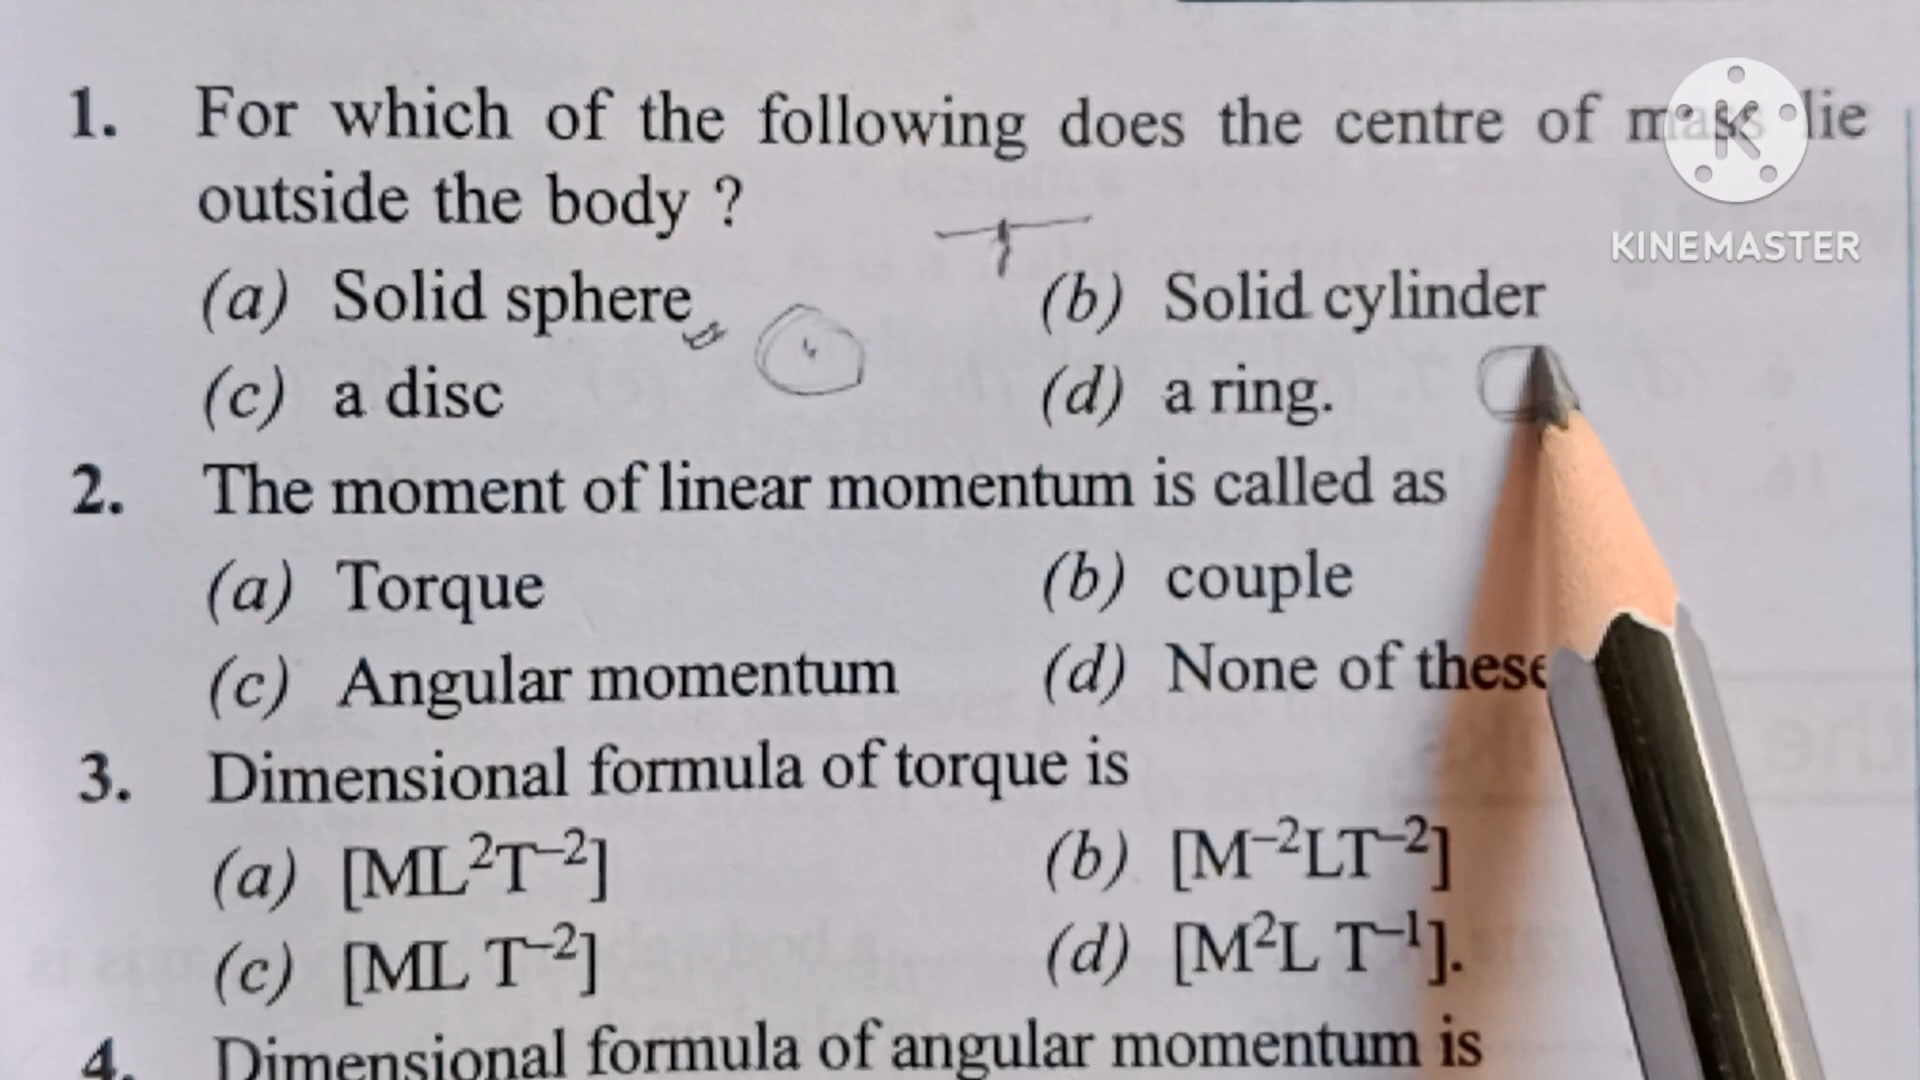 1. For which of the following does the centre of mass lie
outside the body ?
(a) Solid sphere (b) Solid cylinder
(c) a disc (d) a ring.
2. The moment of linear momentum is called as
(a) Torque (b) couple
(c) Angular momentum (d) None of these
3. Dimensional formula of torque is
(a) [ML²T⁻²] (b) [M⁻²LT⁻²]
(c) [ML T⁻²] (d) [M²L T⁻¹].
4. Dimensional formula of angular momentum is
K
KINEMASTER